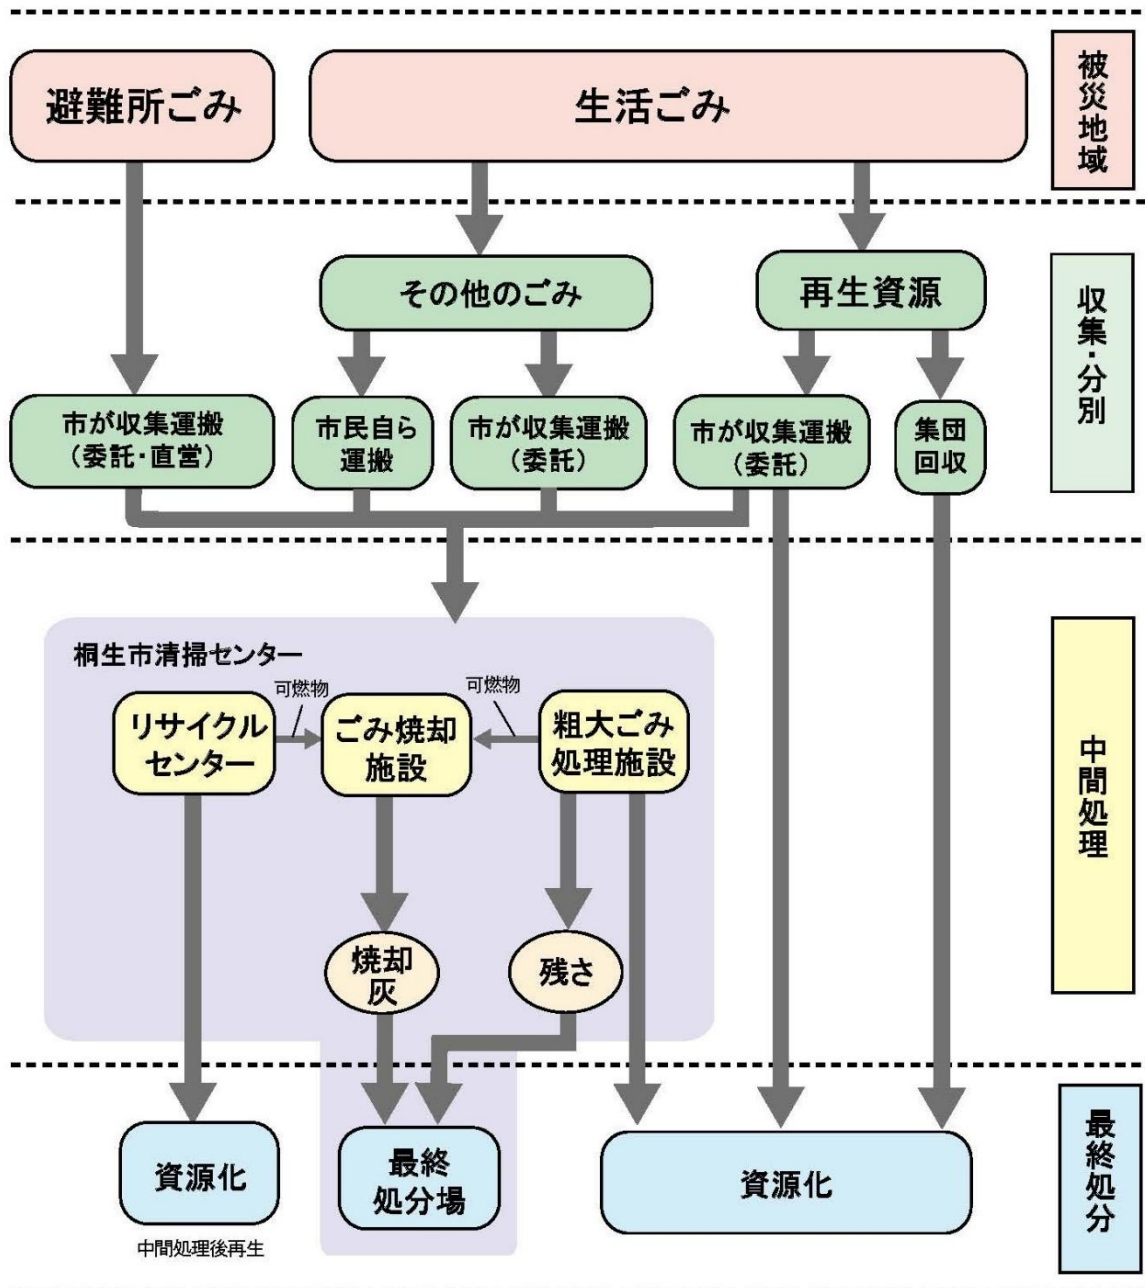 避難所ごみ
生活ごみ
被災地域
その他のごみ
再生資源
収集・分別
市が収集運搬
（委託・直営）
市民自ら
運搬
市が収集運搬
（委託）
市が収集運搬
（委託）
集団
回収
桐生市清掃センター
可燃物
可燃物
リサイクル
センター
ごみ焼却
施設
粗大ごみ
処理施設
中間処理
焼却
灰
残さ
資源化
中間処理後再生
最終
処分場
資源化
最終処分